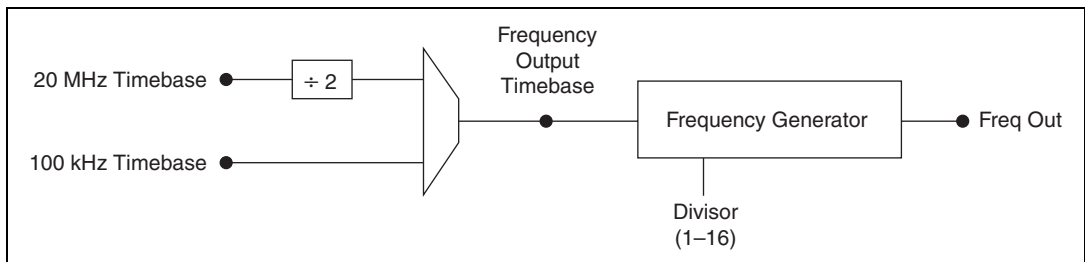 Frequency
Output
Timebase
20 MHz Timebase
÷ 2
Frequency Generator
Freq Out
100 kHz Timebase
Divisor
(1–16)